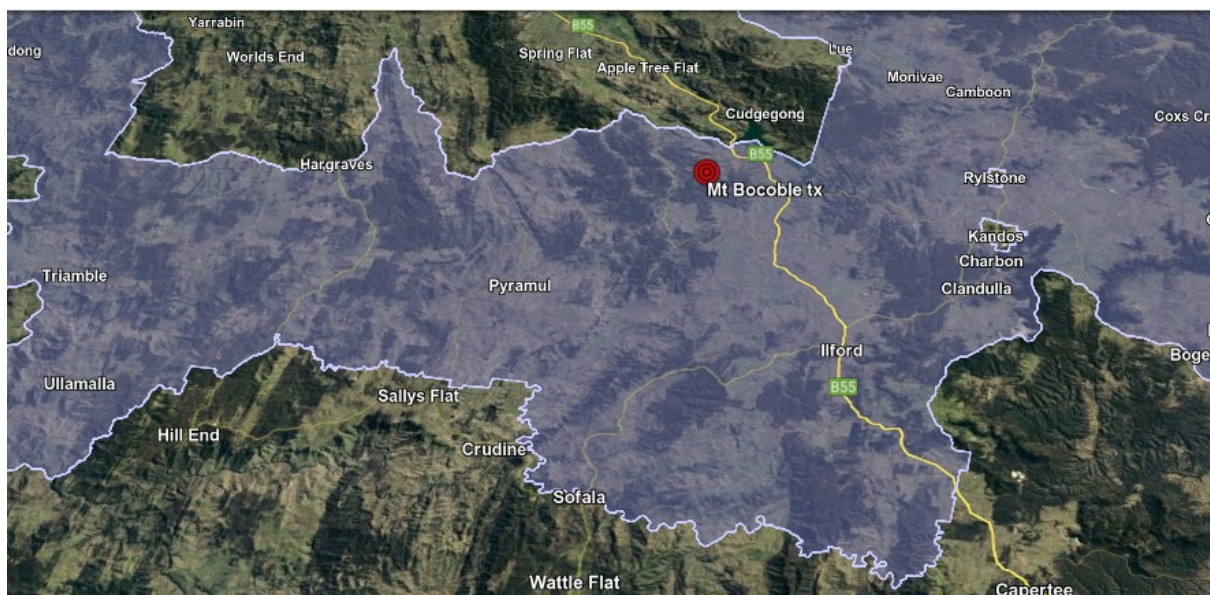 Yarrabin
B55
dong
Worlds End
Spring Flat
Lue
Apple Tree Flat
Monivae
Camboon
Cudgegong
Coxs Cr
B55
Hargraves
Rylstone
Mt Bocoble tx
Kandos
Charbon
Triamble
Pyramul
Clandulla
Ilford
Boge
Ullamalla
B55
Sallys Flat
Hill End
Crudine
Sofala
Wattle Flat
Capertee